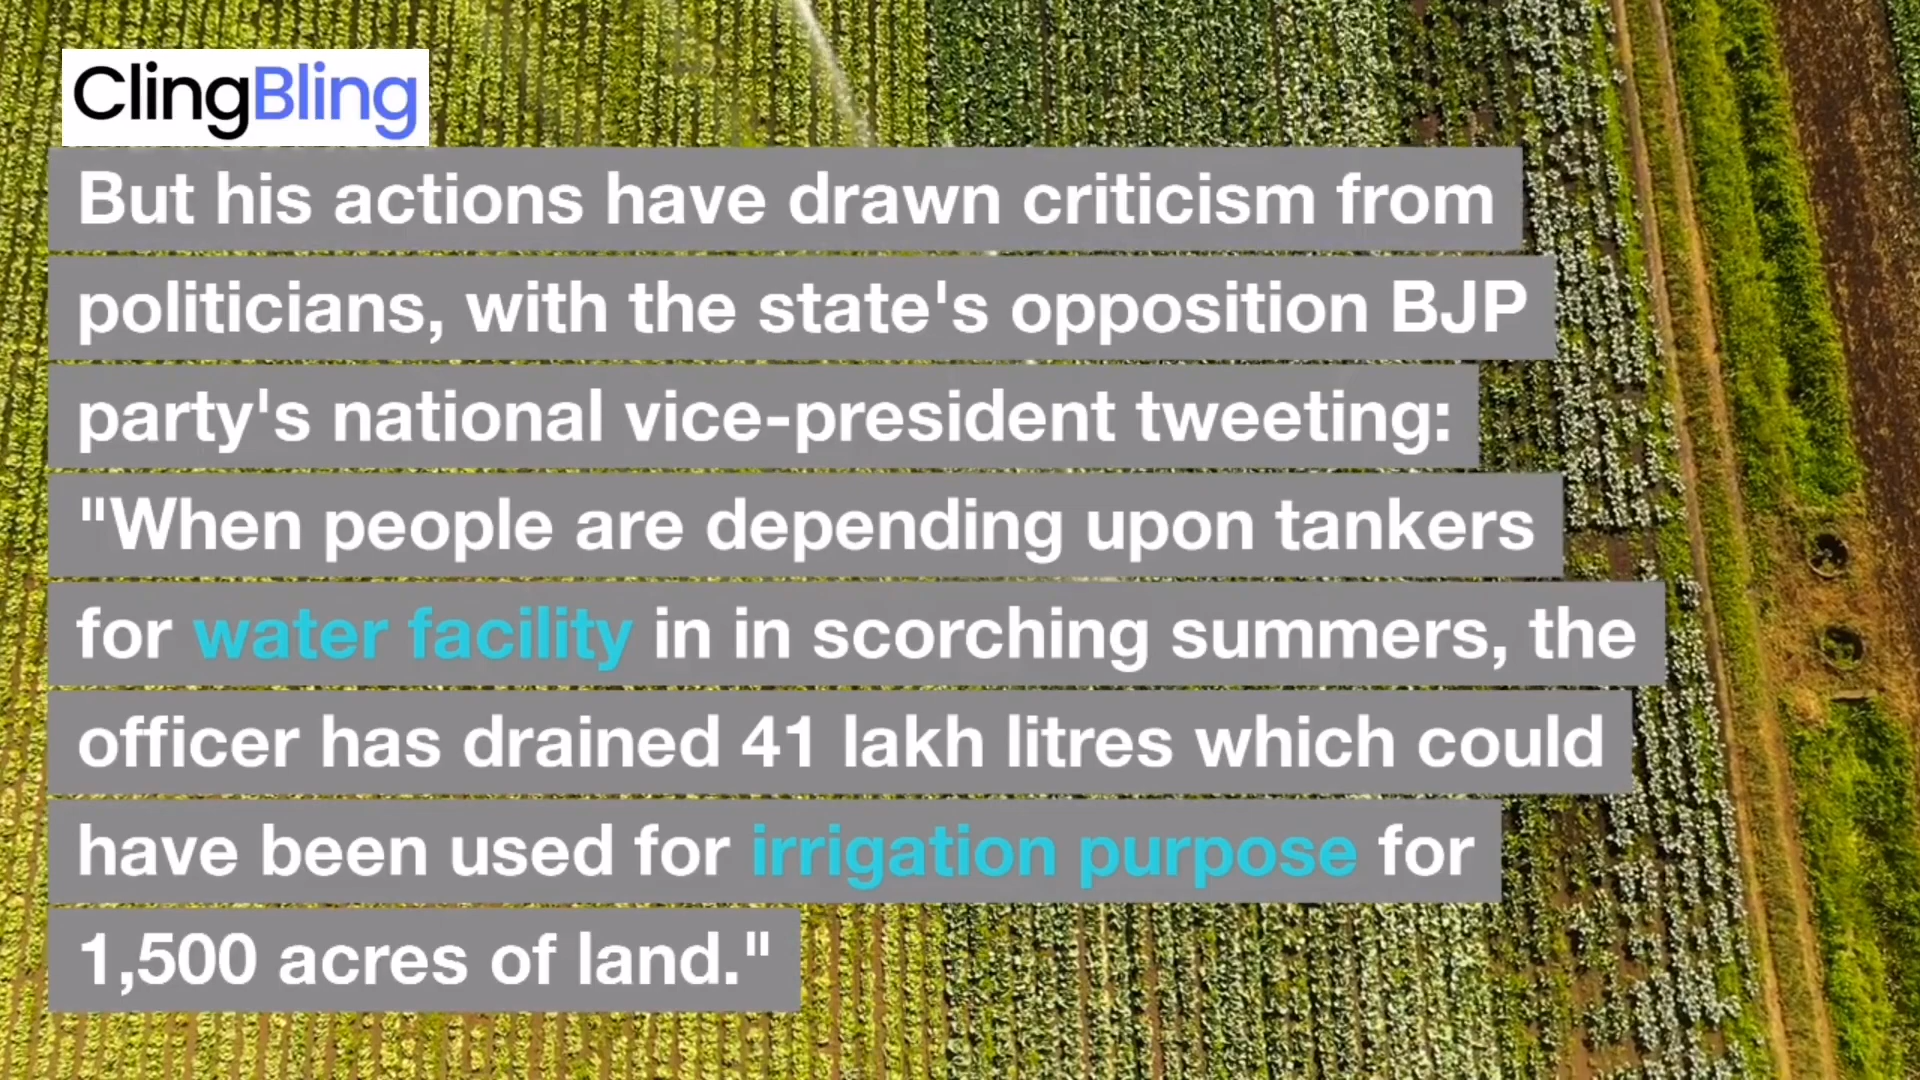 ClingBling
But his actions have drawn criticism from
politicians, with the state's opposition BJP
party's national vice-president tweeting:
"When people are depending upon tankers
for water facility in in scorching summers, the
officer has drained 41 lakh litres which could
have been used for irrigation purpose for
1,500 acres of land."